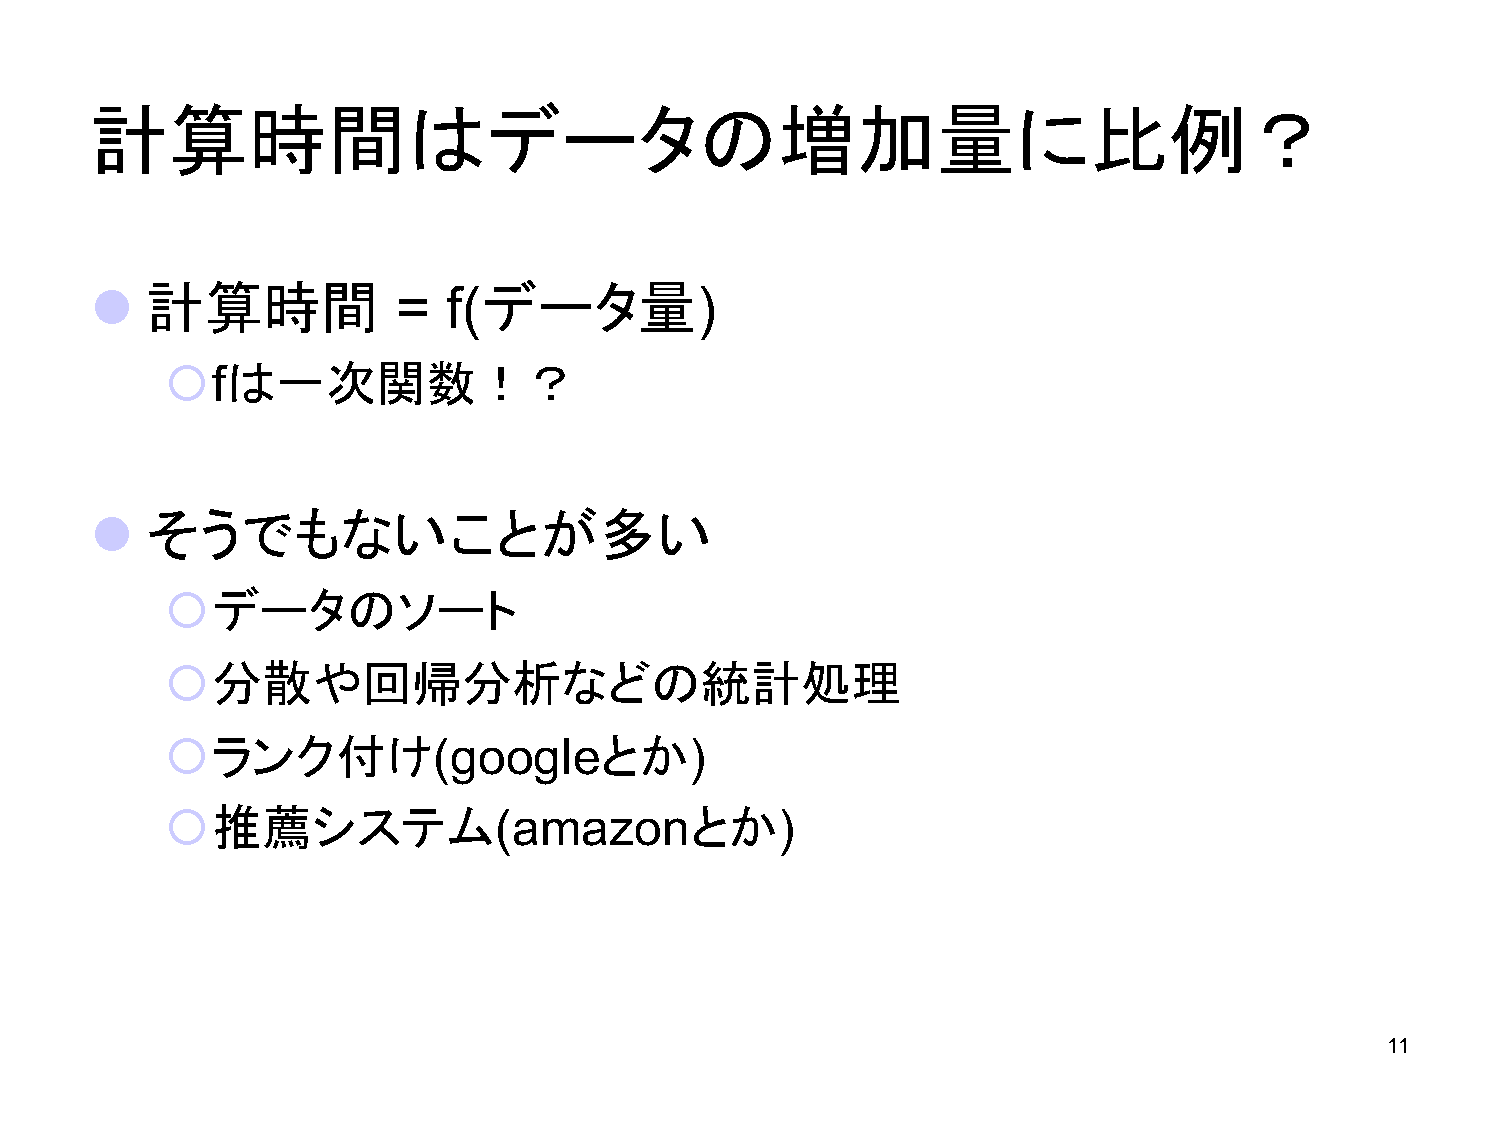 計算時間はデータの増加量に比例？
● 計算時間 = f(データ量)
○fは一次関数！？
● そうでもないことが多い
○データのソート
○分散や回帰分析などの統計処理
○ランク付け(googleとか)
○推薦システム(amazonとか)
11